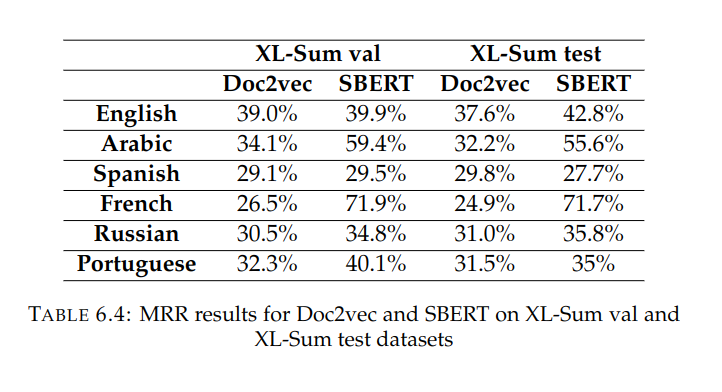 XL-Sum val XL-Sum test
Doc2vec SBERT Doc2vec SBERT
English 39.0% 39.9% 37.6% 42.8%
Arabic 34.1% 59.4% 32.2% 55.6%
Spanish 29.1% 29.5% 29.8% 27.7%
French 26.5% 71.9% 24.9% 71.7%
Russian 30.5% 34.8% 31.0% 35.8%
Portuguese 32.3% 40.1% 31.5% 35%
TABLE 6.4: MRR results for Doc2vec and SBERT on XL-Sum val and
XL-Sum test datasets